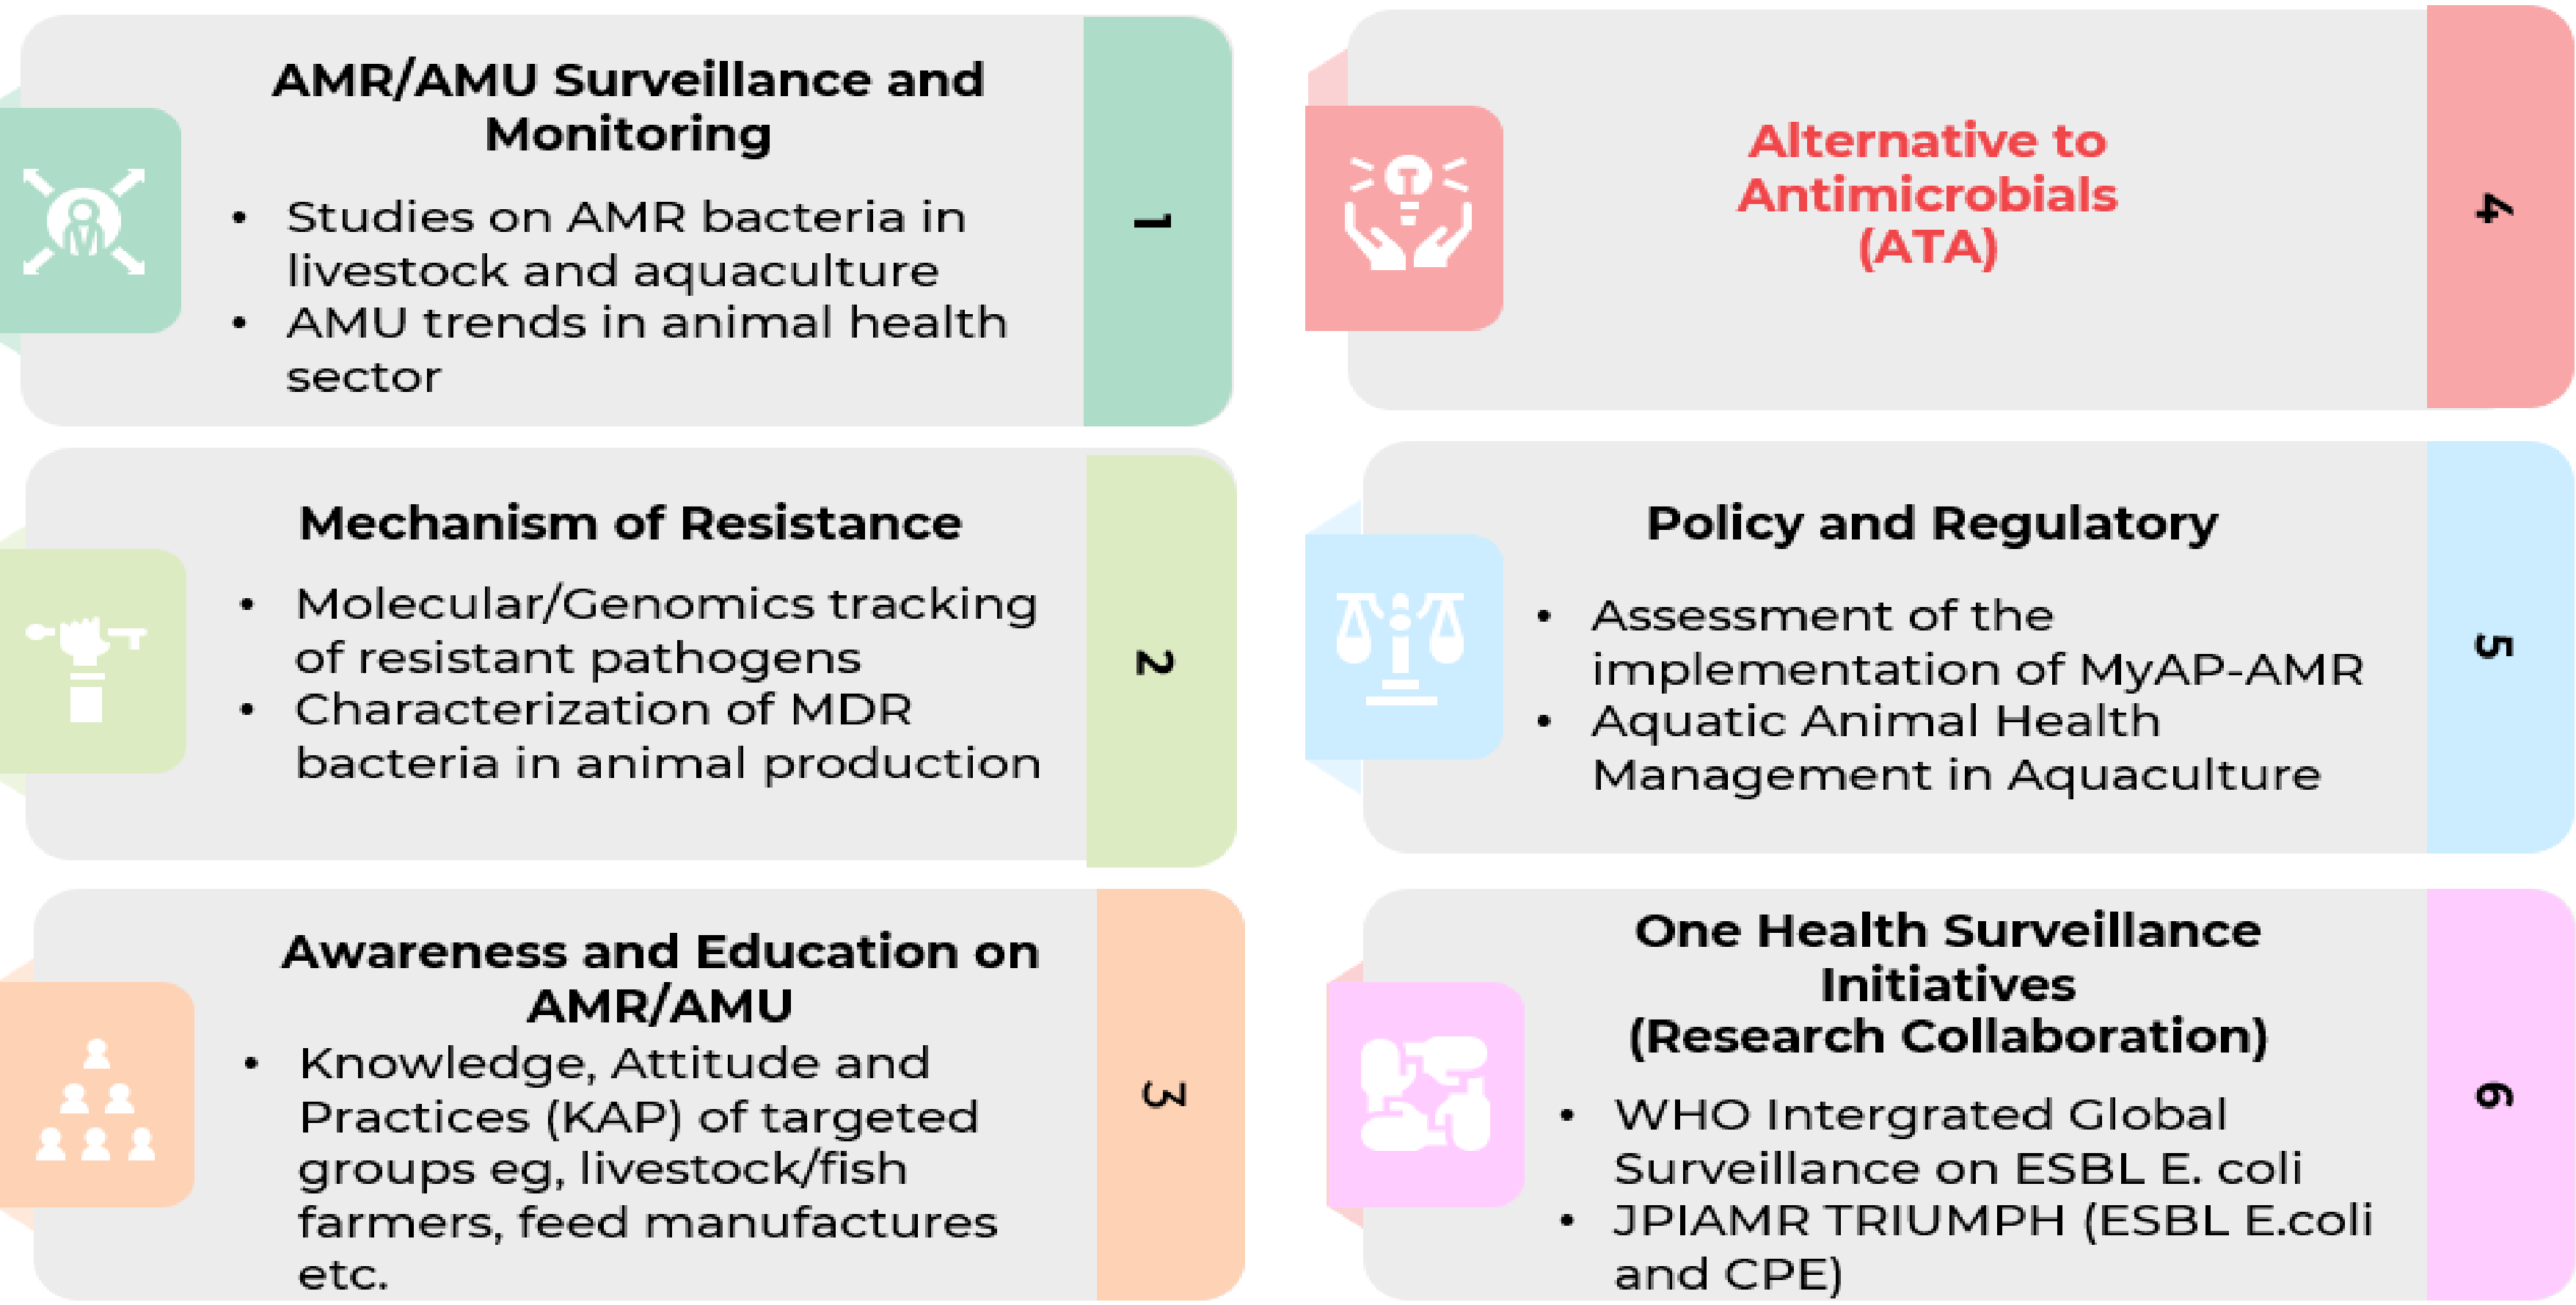 AMR/AMU Surveillance and
Monitoring
• Studies on AMR bacteria in
livestock and aquaculture
• AMU trends in animal health
sector
1
Mechanism of Resistance
• Molecular/Genomics tracking
of resistant pathogens
• Characterization of MDR
bacteria in animal production
2
Awareness and Education on
AMR/AMU
• Knowledge, Attitude and
Practices (KAP) of targeted
groups eg, livestock/fish
farmers, feed manufactures
etc.
3
Alternative to
Antimicrobials
(ATA)
4
Policy and Regulatory
• Assessment of the
implementation of MyAP-AMR
• Aquatic Animal Health
Management in Aquaculture
5
One Health Surveillance
Initiatives
(Research Collaboration)
• WHO Intergrated Global
Surveillance on ESBL E. coli
• JPIAMR TRIUMPH (ESBL E.coli
and CPE)
6